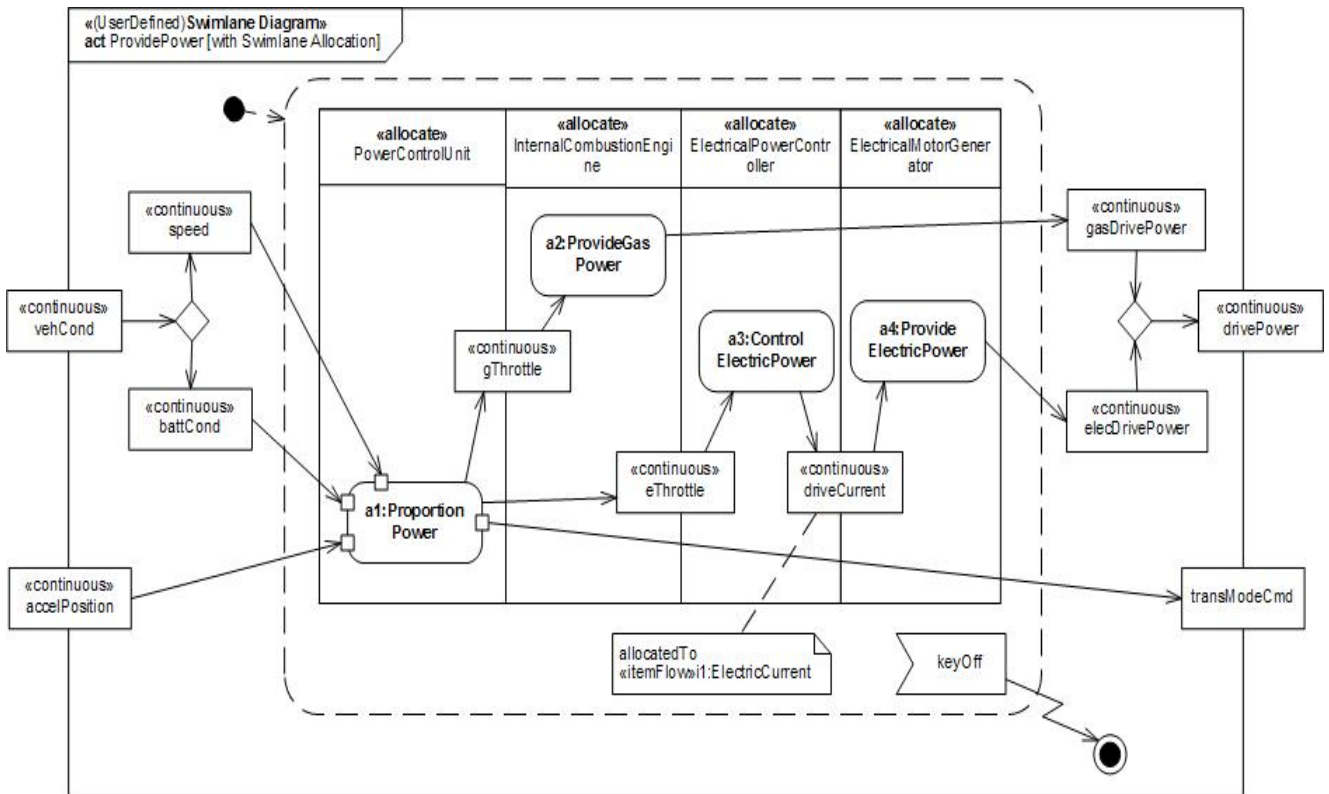 «(UserDefined) Swimlane Diagram»
act ProvidePower [with Swimlane Allocation]
«allocate»
PowerControlUnit
«allocate»
InternalCombustionEngi
ne
«allocate»
ElectricalPowerContro
ller
«allocate»
ElectricalMotorGener
ator
«continuous»
speed
«continuous»
vehCond
«continuous»
battCond
«continuous»
accelPosition
a1:Proportion
Power
«continuous»
gThrottle
a2:ProvideGas
Power
«continuous»
eThrottle
a3:Control
ElectricPower
«continuous»
driveCurrent
a4:Provide
ElectricPower
«continuous»
gasDrivePower
«continuous»
drivePower
«continuous»
elecDrivePower
transModeCmd
allocatedTo
«itemFlow»i1:ElectricCurrent
keyOff